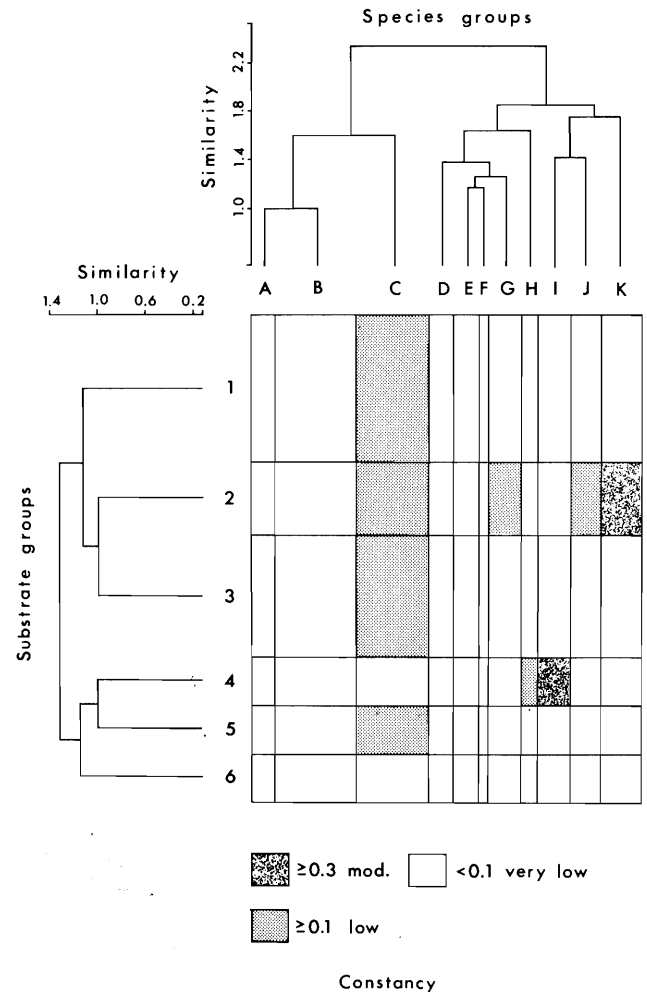 Species groups
Similarity
2.2
1.8
1.4
1.0
Similarity
1.4 1.0 0.6 0.2
A B C D E F G H I J K
Substrate groups
1
2
3
4
5
6
≥0.3 mod. <0.1 very low
≥0.1 low
Constancy